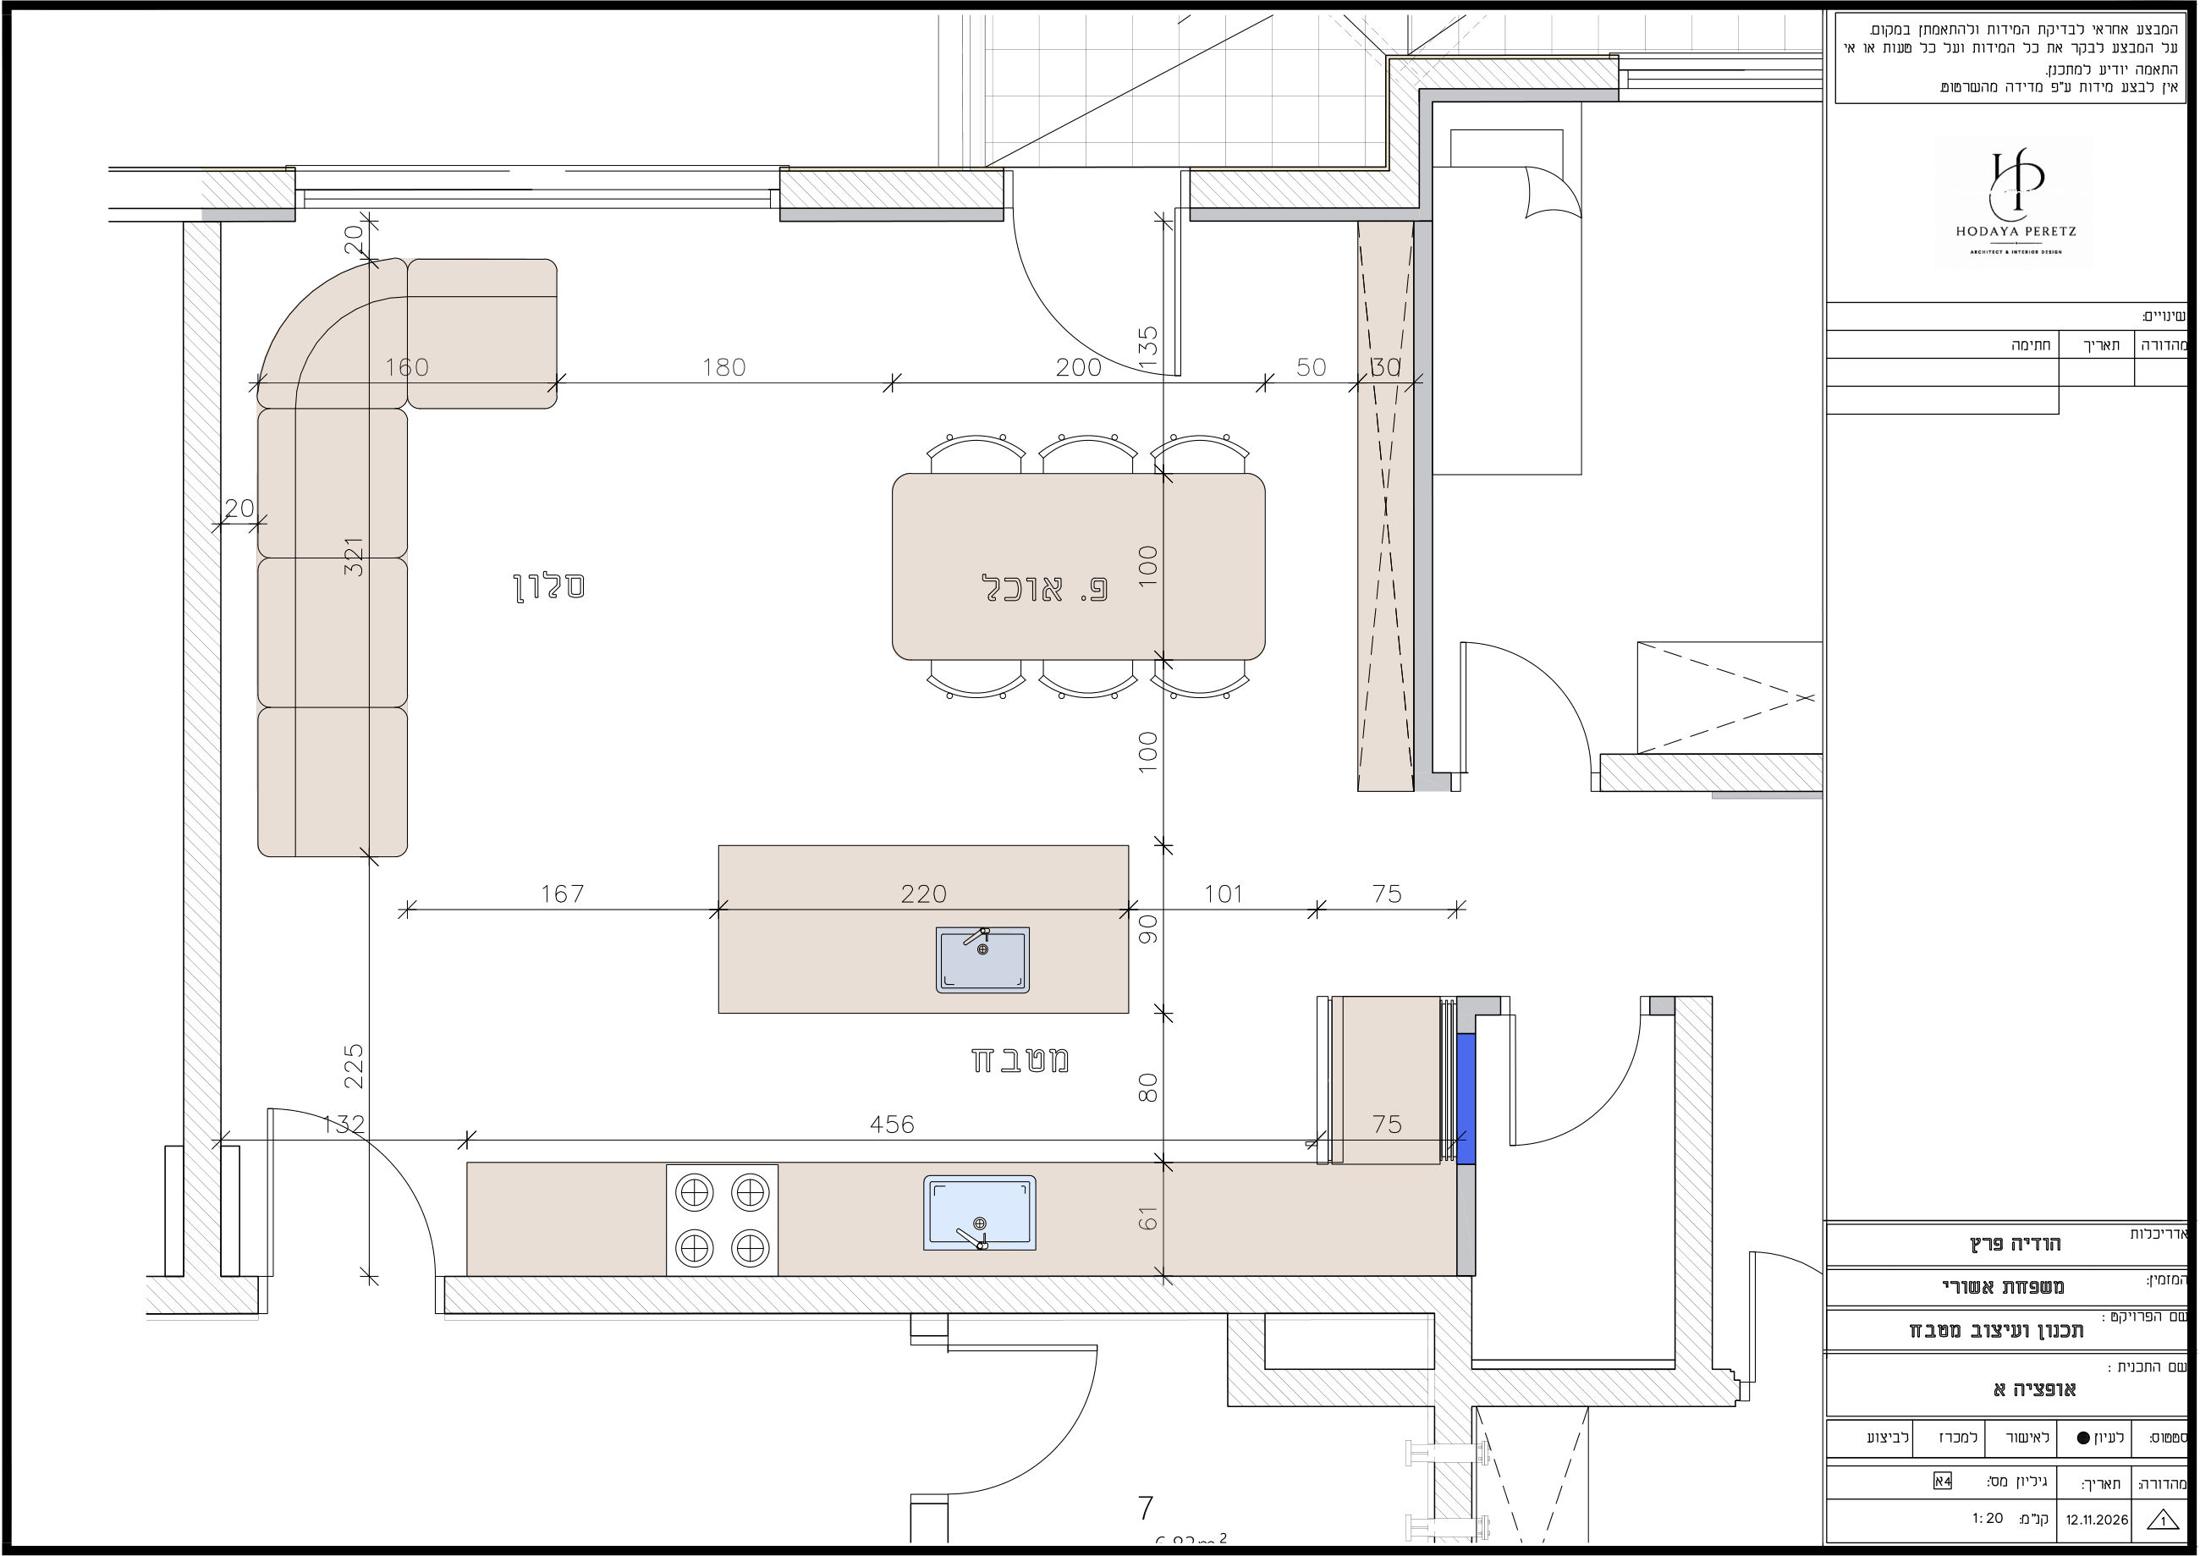 המבצע אחראי לבדיקת המידות ולהתאמתן במקום.
על המבצע לבקר את כל המידות ועל כל טעות או אי
התאמה יודיע למתכנן.
אין לבצע מידות ע"פ מדידה מהשרטוט
HODAYA PERETZ
ARCHITECT & INTERIOR DESIGN
שינויים:
מהדורה תאריך חתימה
20
135
160 180 200 50 30
20
321
100
סלון
פ. אוכל
100
167 220 101 75
90
מטבח
225
80
132 456 75
61
7
אדריכלות
הודיה פרץ
המזמין:
משפחת אשורי
שם הפרויקט :
תכנון ועיצוב מטבח
שם התכנית :
אופציה א
סטטוס: לעיון לאישור למכרז לביצוע
מהדורה: תאריך: גיליון מס': א4
1 12.11.2026 קנ"מ: 1:20